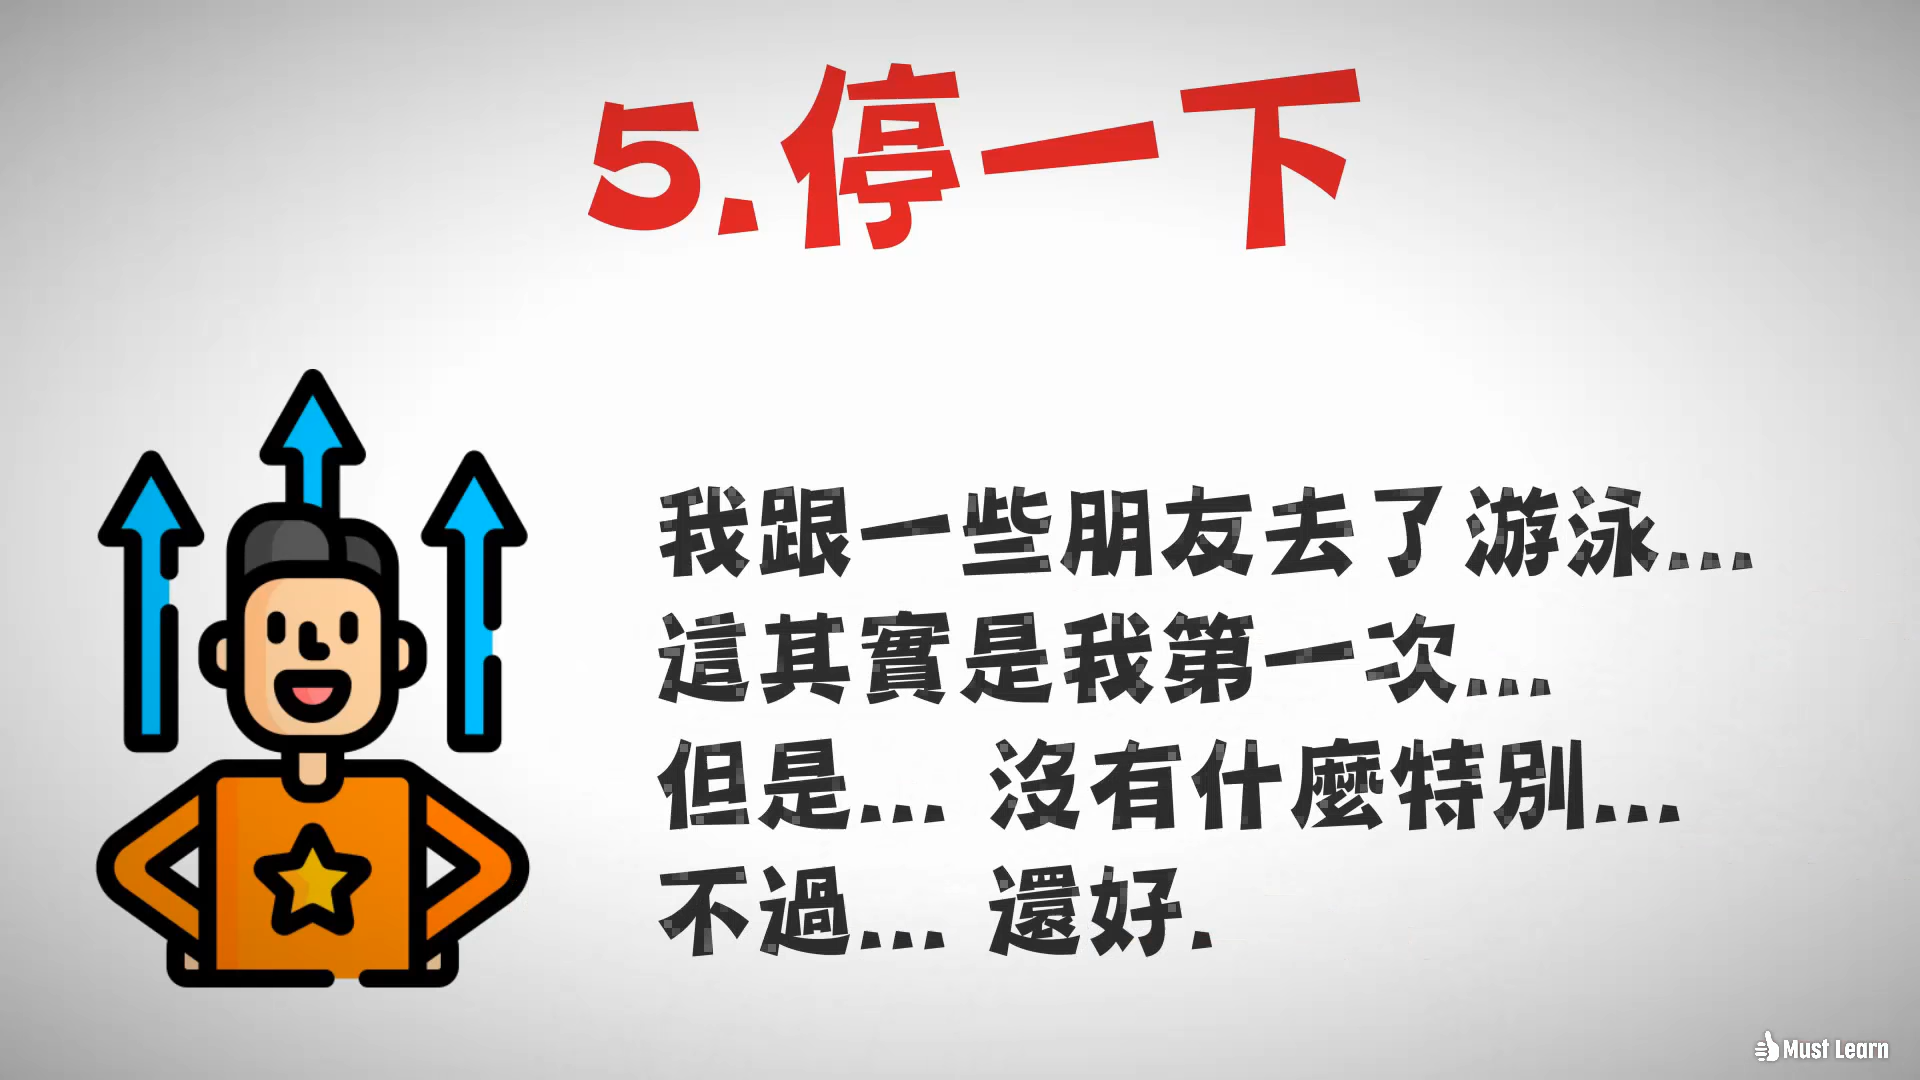 5.停一下
我跟一些朋友去了游泳...
這其實是我第一次...
但是... 沒有什麼特別...
不過... 還好.
Must Learn